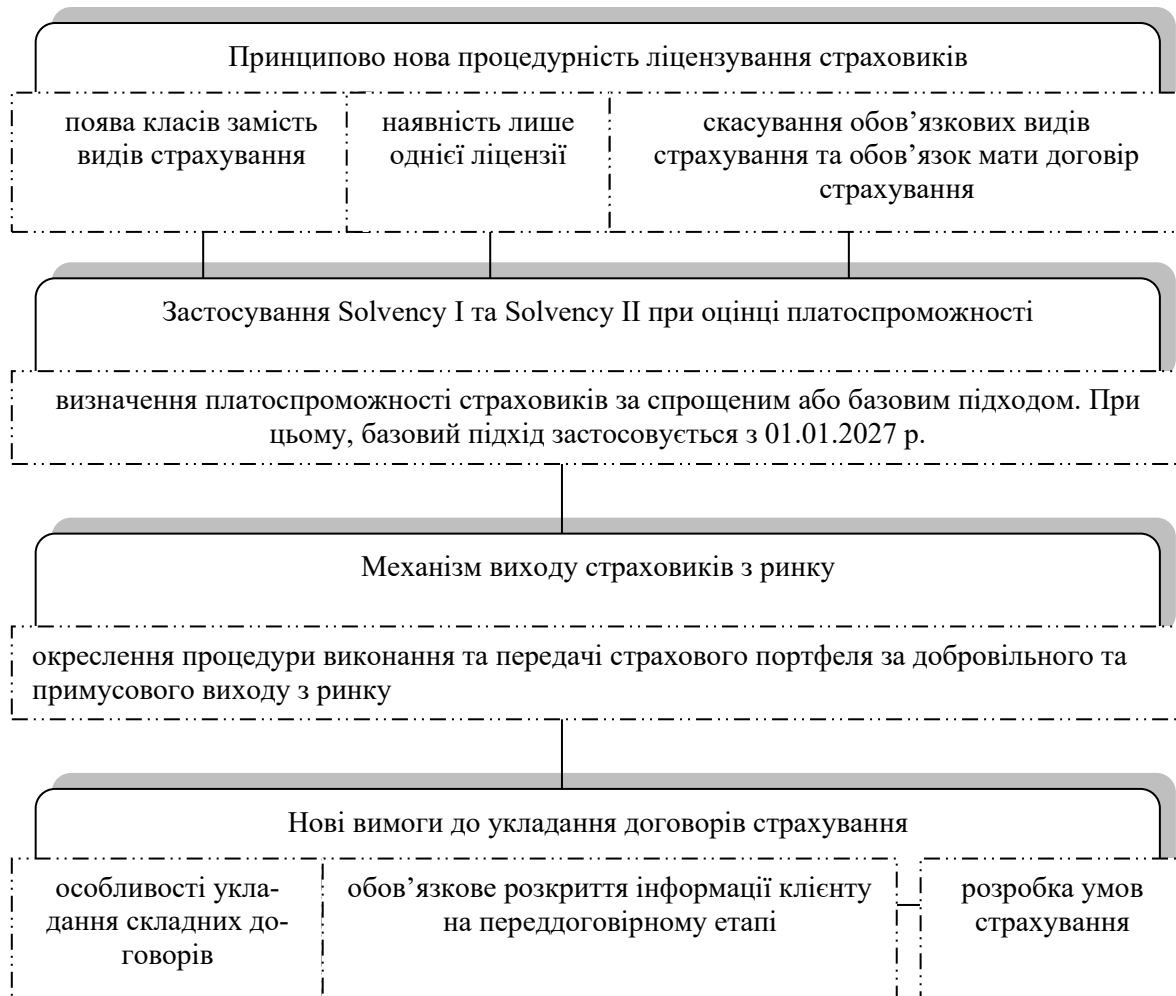 Принципово нова процедурність ліцензування страховиків
поява класів замість
видів страхування
наявність лише
однієї ліцензії
скасування обов’язкових видів
страхування та обов’язок мати договір
страхування
Застосування Solvency I та Solvency II при оцінці платоспроможності
визначення платоспроможності страховиків за спрощеним або базовим підходом. При
цьому, базовий підхід застосовується з 01.01.2027 р.
Механізм виходу страховиків з ринку
окреслення процедури виконання та передачі страхового портфеля за добровільного та
примусового виходу з ринку
Нові вимоги до укладання договорів страхування
особливості укла-
дання складних до-
говорів
обов’язкове розкриття інформації клієнту
на переддоговірному етапі
розробка умов
страхування